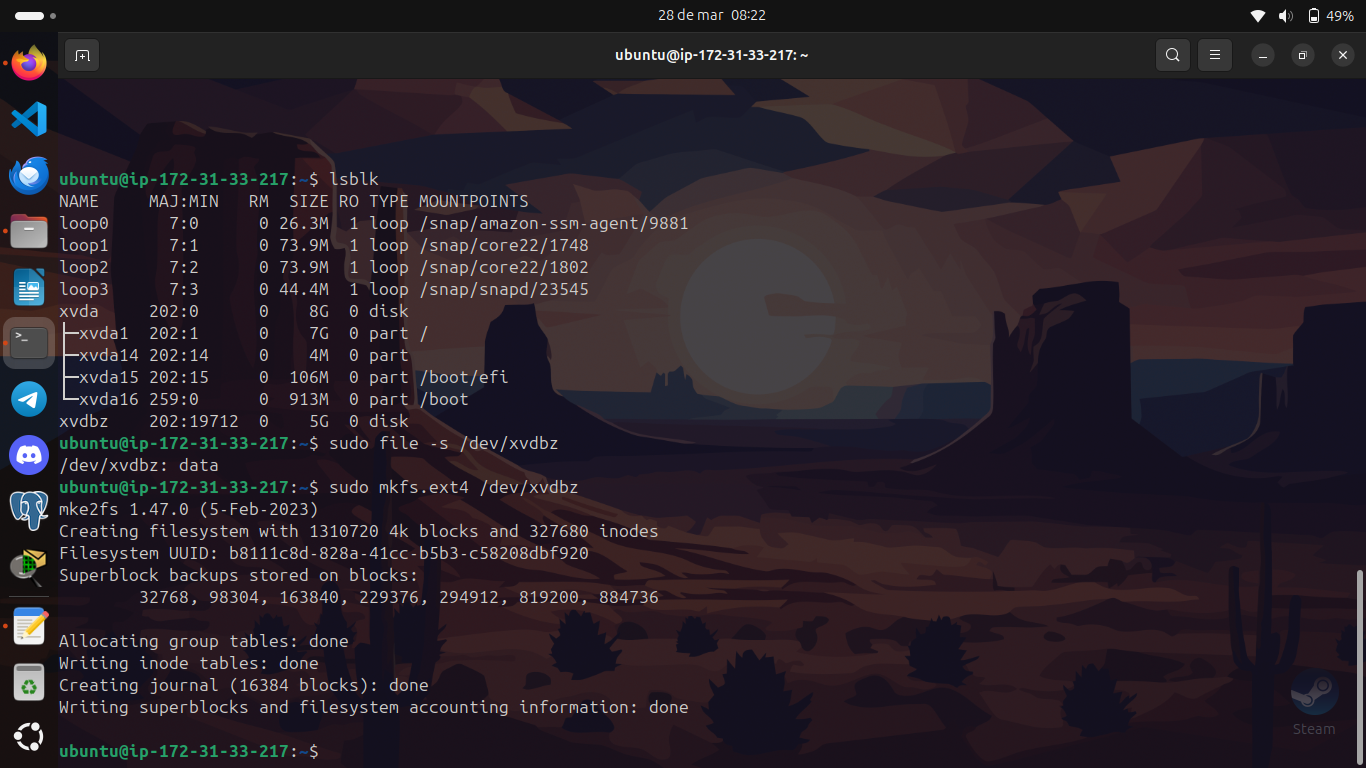 28 de mar 08:22
49%
ubuntu@ip-172-31-33-217: ~
ubuntu@ip-172-31-33-217:~$ lsblk
NAME MAJ:MIN RM SIZE RO TYPE MOUNTPOINTS
loop0 7:0 0 26.3M 1 loop /snap/amazon-ssm-agent/9881
loop1 7:1 0 73.9M 1 loop /snap/core22/1748
loop2 7:2 0 73.9M 1 loop /snap/core22/1802
loop3 7:3 0 44.4M 1 loop /snap/snapd/23545
xvda 202:0 0 8G 0 disk
├─xvda1 202:1 0 7G 0 part /
├─xvda14 202:14 0 4M 0 part
├─xvda15 202:15 0 106M 0 part /boot/efi
└─xvda16 259:0 0 913M 0 part /boot
xvdbz 202:19712 0 5G 0 disk
ubuntu@ip-172-31-33-217:~$ sudo file -s /dev/xvdbz
/dev/xvdbz: data
ubuntu@ip-172-31-33-217:~$ sudo mkfs.ext4 /dev/xvdbz
mke2fs 1.47.0 (5-Feb-2023)
Creating filesystem with 1310720 4k blocks and 327680 inodes
Filesystem UUID: b8111c8d-828a-41cc-b5b3-c58208dbf920
Superblock backups stored on blocks:
32768, 98304, 163840, 229376, 294912, 819200, 884736
Allocating group tables: done
Writing inode tables: done
Creating journal (16384 blocks): done
Writing superblocks and filesystem accounting information: done
ubuntu@ip-172-31-33-217:~$
Steam